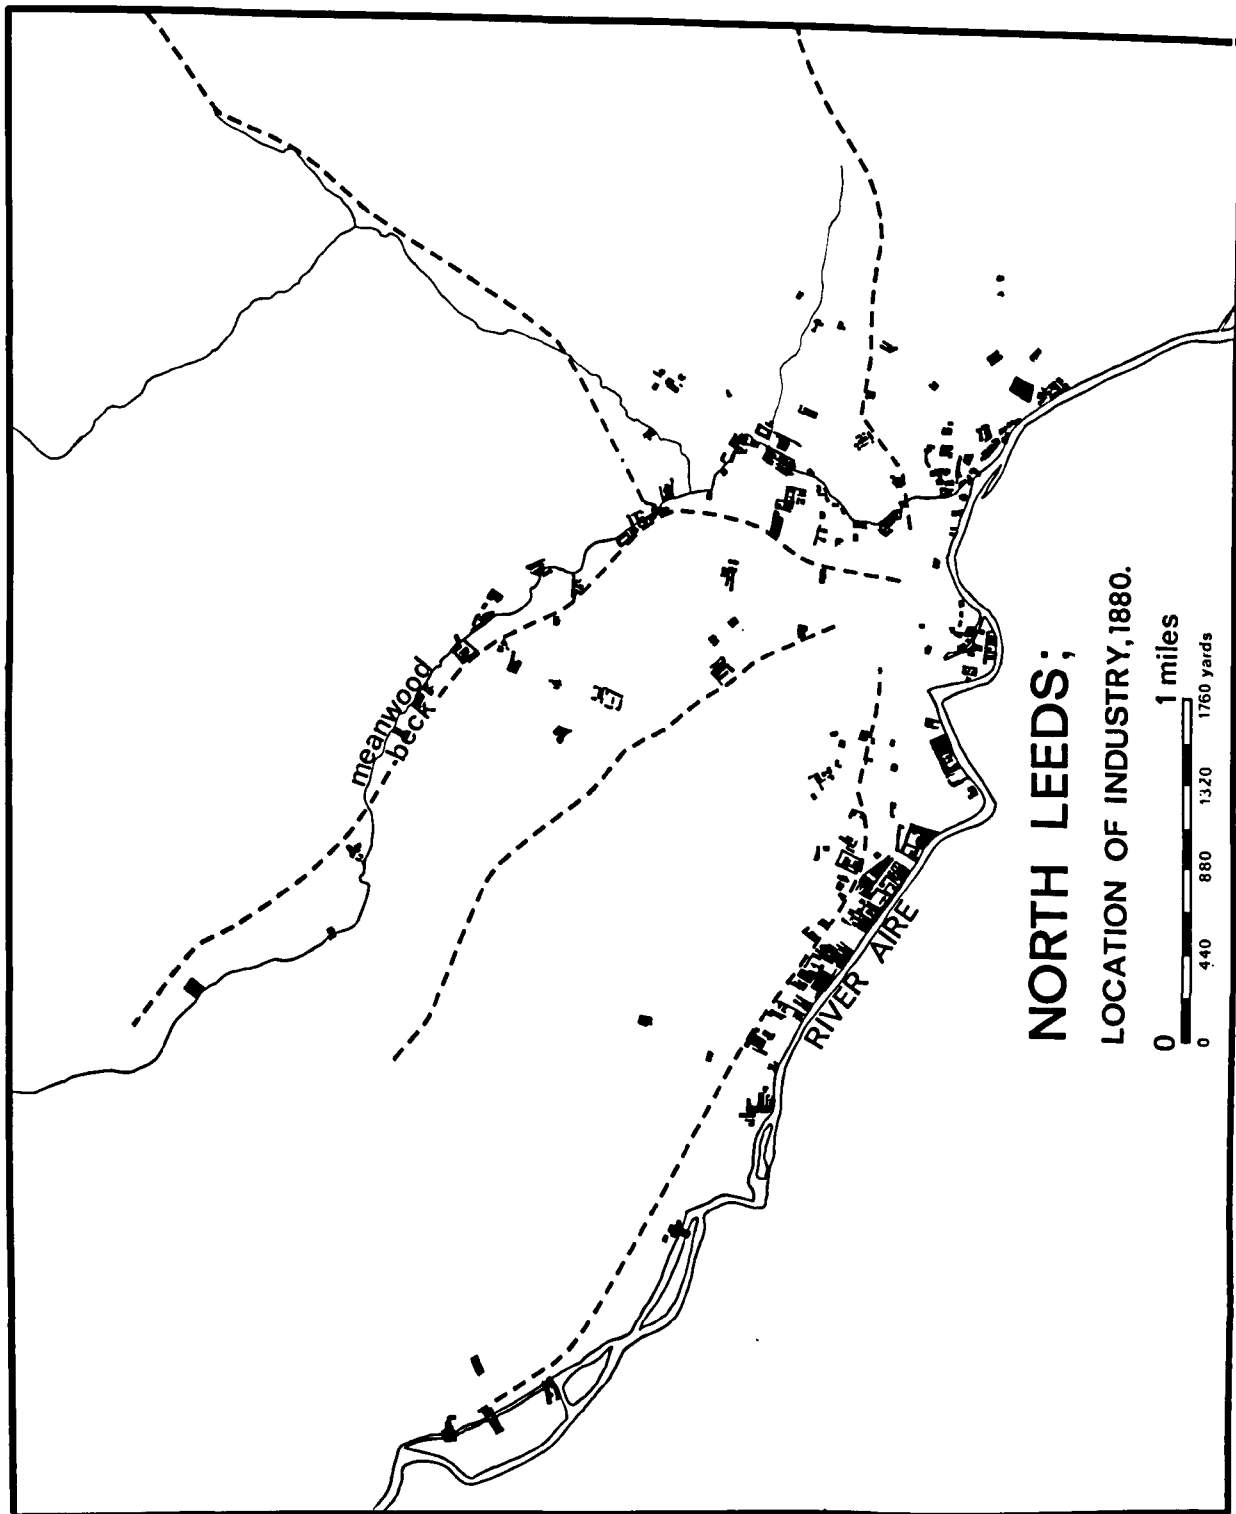 meanwood
beck
RIVER AIRE
NORTH LEEDS;
LOCATION OF INDUSTRY, 1880.
0 1 miles
0 440 880 1320 1760 yards